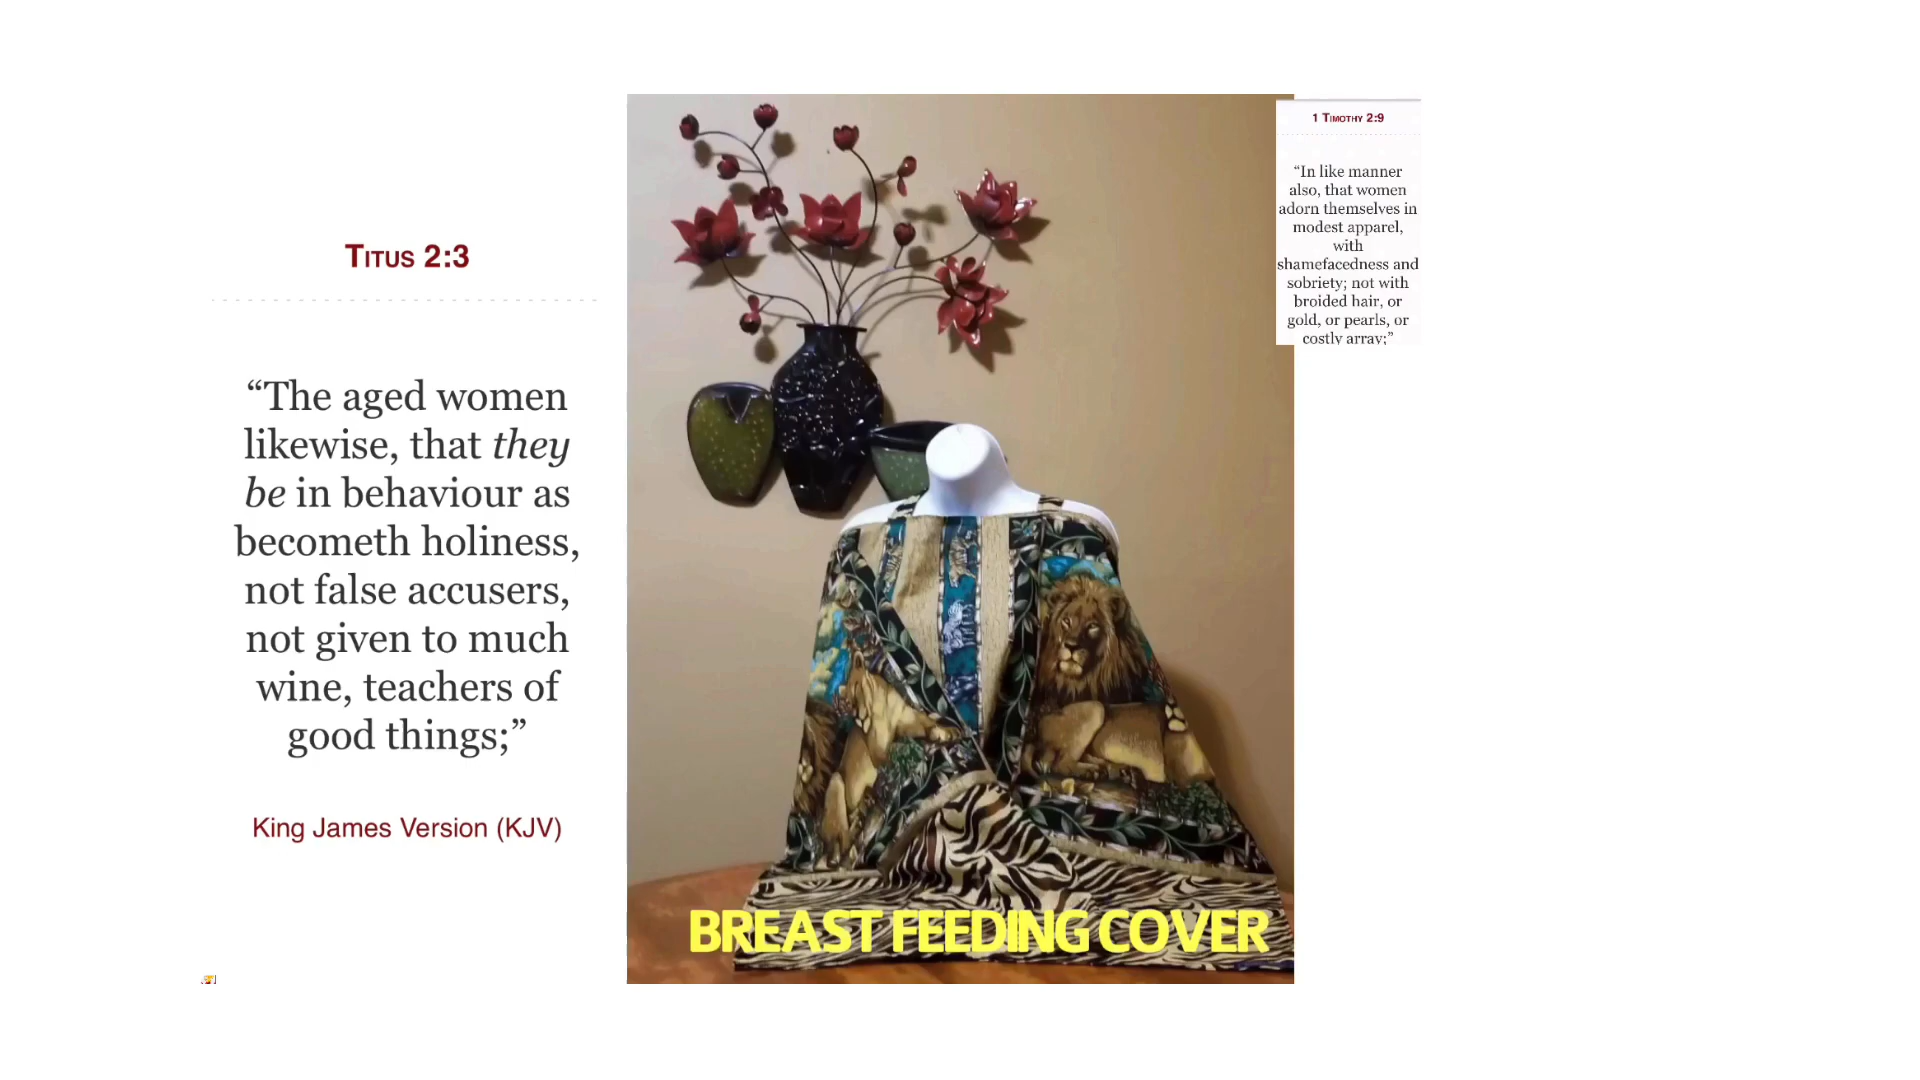 Titus 2:3
“The aged women
likewise, that they
be in behaviour as
becometh holiness,
not false accusers,
not given to much
wine, teachers of
good things;”
King James Version (KJV)
BREAST FEEDING COVER
1 Timothy 2:9
“In like manner
also, that women
adorn themselves in
modest apparel,
with
shamefacedness and
sobriety; not with
broided hair, or
gold, or pearls, or
costly array;”